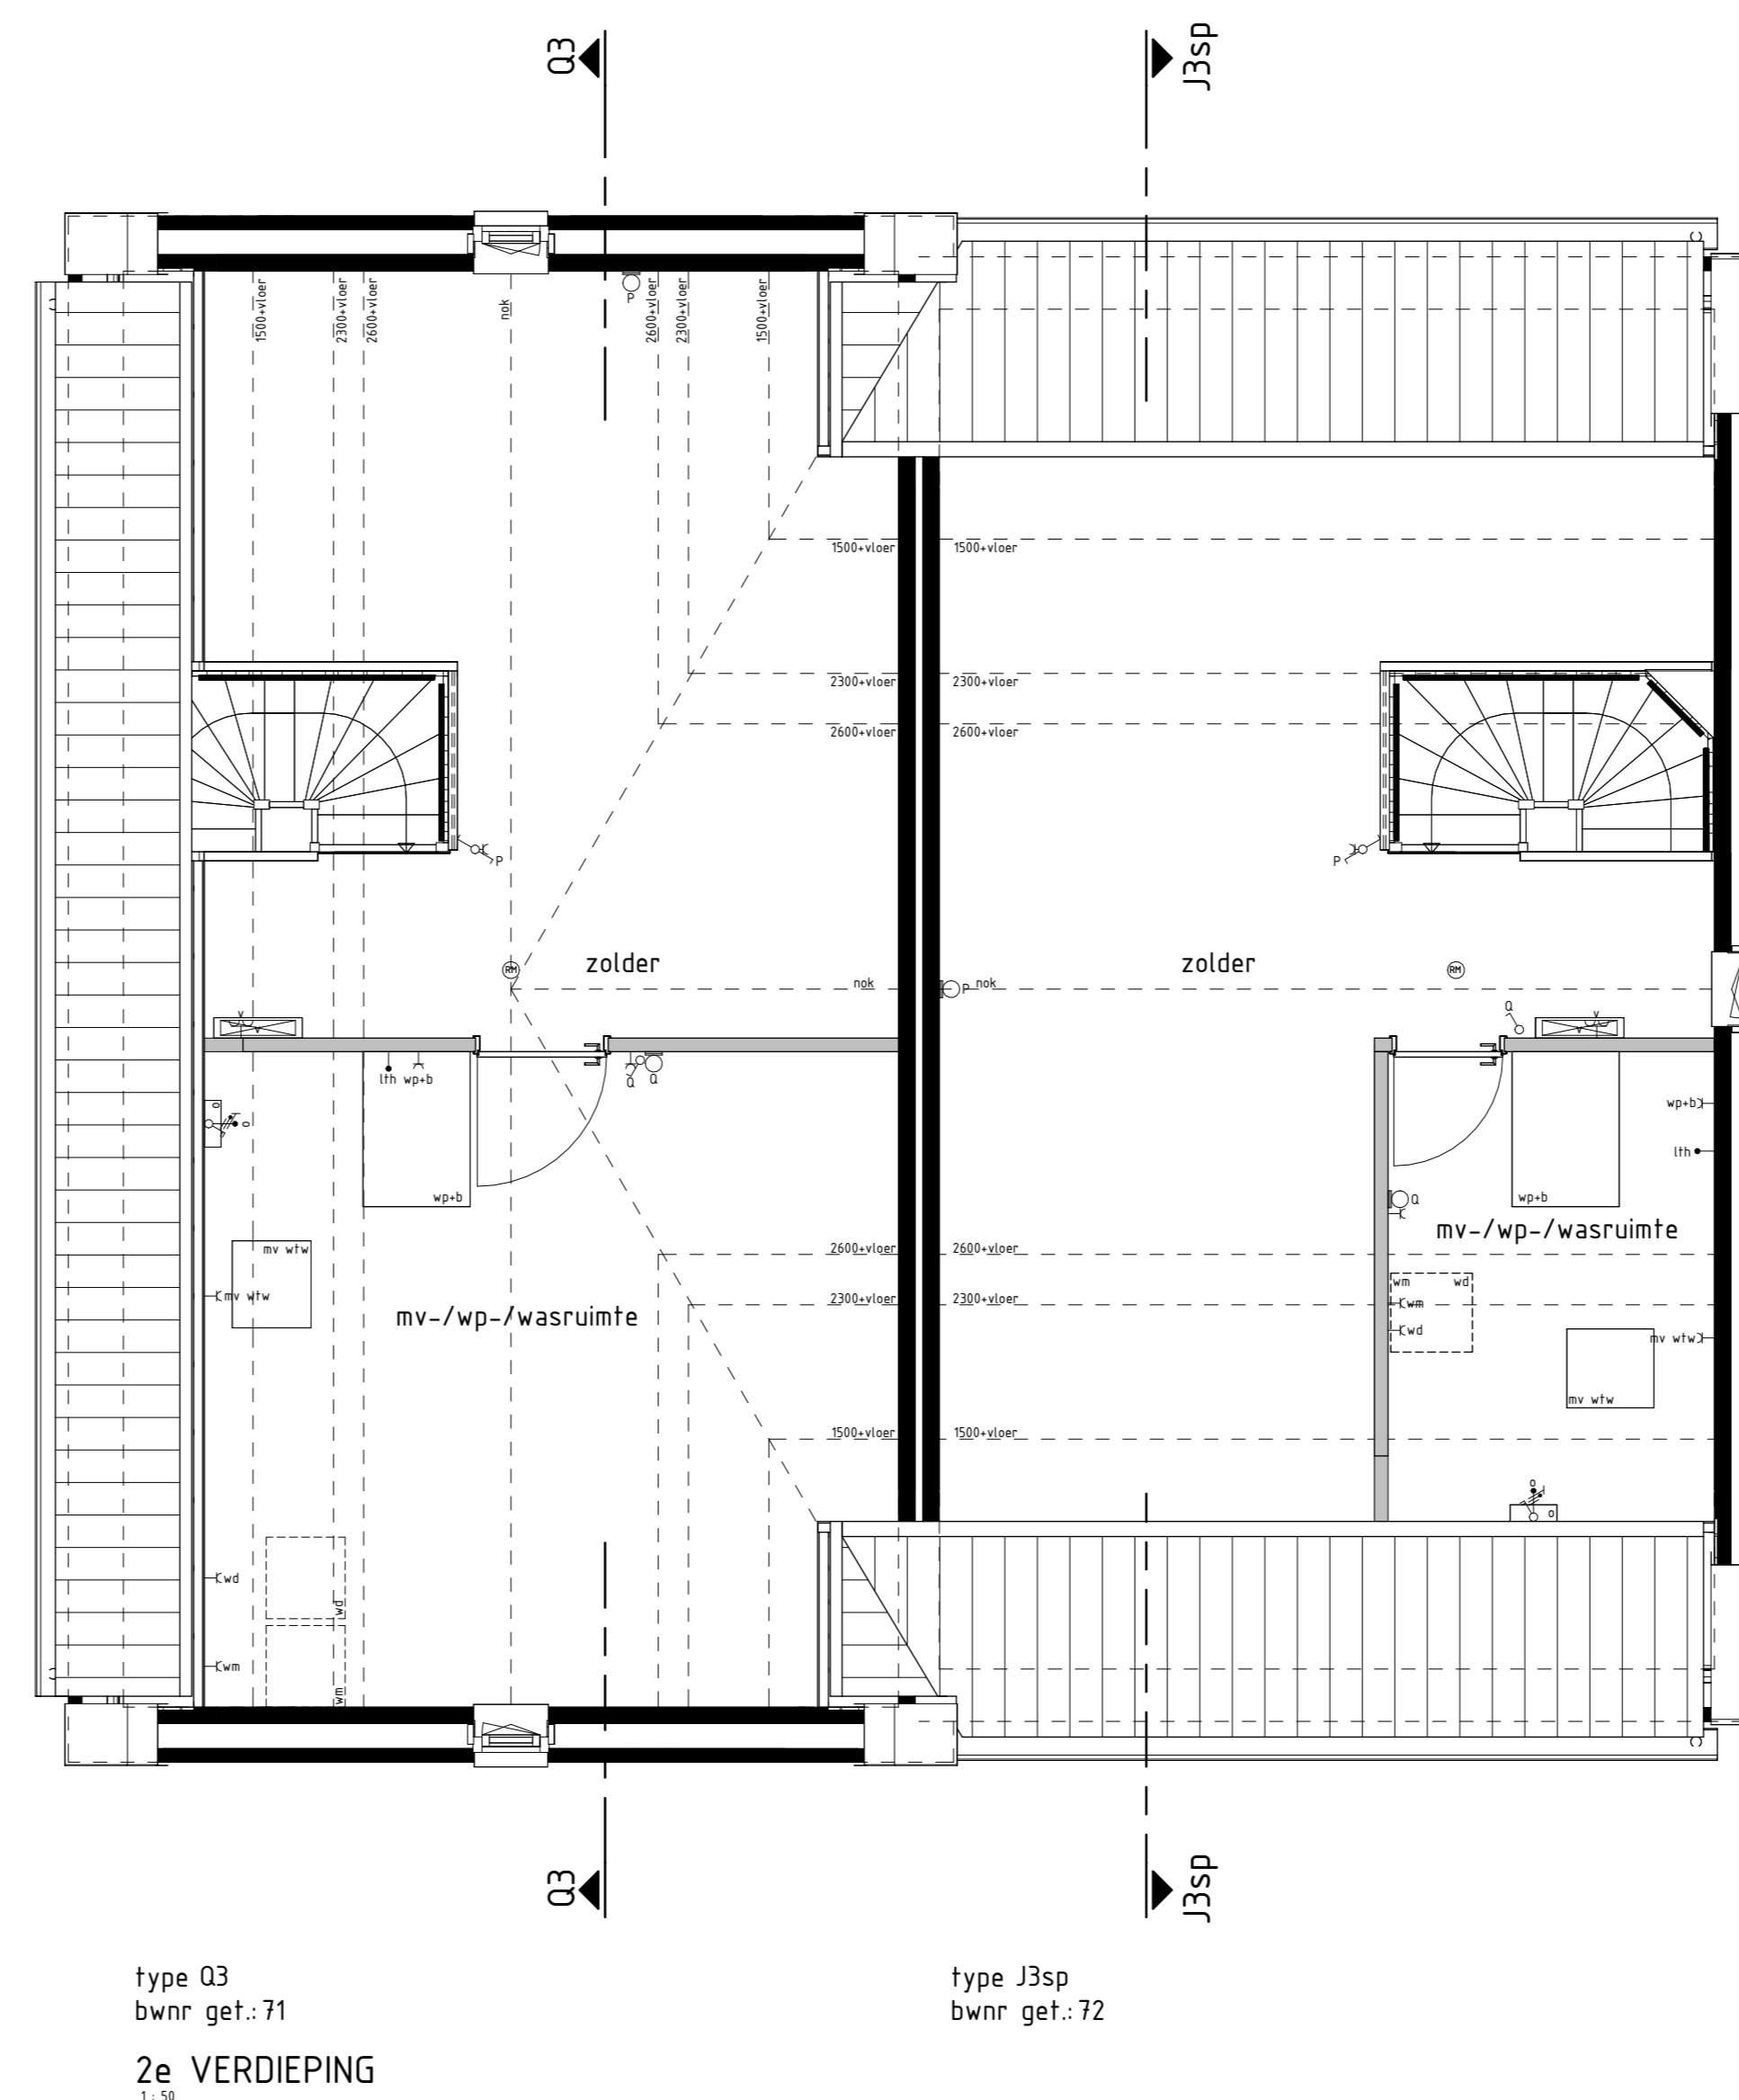 Q3
J3sp
1500+vloer
2300+vloer
2600+vloer
nok
P
2600+vloer
2300+vloer
1500+vloer
1500+vloer
1500+vloer
2300+vloer
2300+vloer
2600+vloer
2600+vloer
P
P
zolder
zolder
RM
RM
nok
P
nok
Q
v
v
v
v
lth
wp+b
Q
Q
wp+b
o
o
lth
wp+b
wp+b
Q
mv-/wp-/wasruimte
mv wtw
2600+vloer
2600+vloer
mv wtw
wm
wd
2300+vloer
2300+vloer
wm
mv-/wp-/wasruimte
wd
mv wtw
mv wtw
1500+vloer
1500+vloer
o
o
wd
wd
wm
wm
Q3
J3sp
type Q3
bwnr get.: 71
type J3sp
bwnr get.: 72
2e VERDIEPING
1 : 50